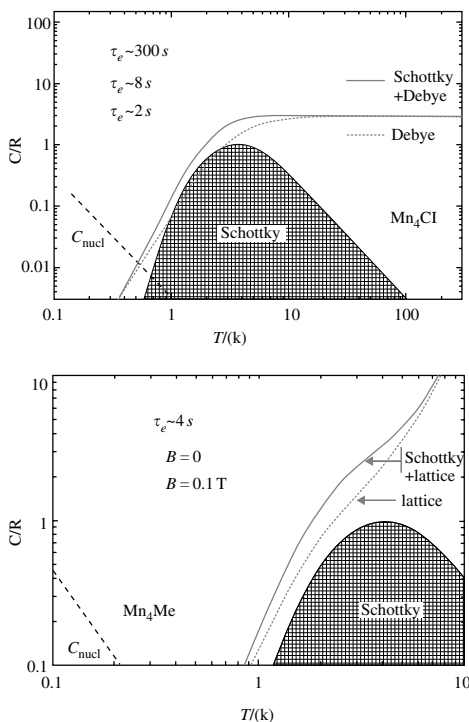 100
τe~300 s
τe~8 s
τe~2 s
Schottky
+Debye
10
Debye
C/R
1
0.1
Mn4CI
Cnucl
Schottky
0.01
0.1
1
10
100
T/(k)
10
τe~4 s
B = 0
B = 0.1 T
Schottky
+lattice
lattice
C/R
1
Mn4Me
Schottky
Cnucl
0.1
0.1
1
10
T/(k)